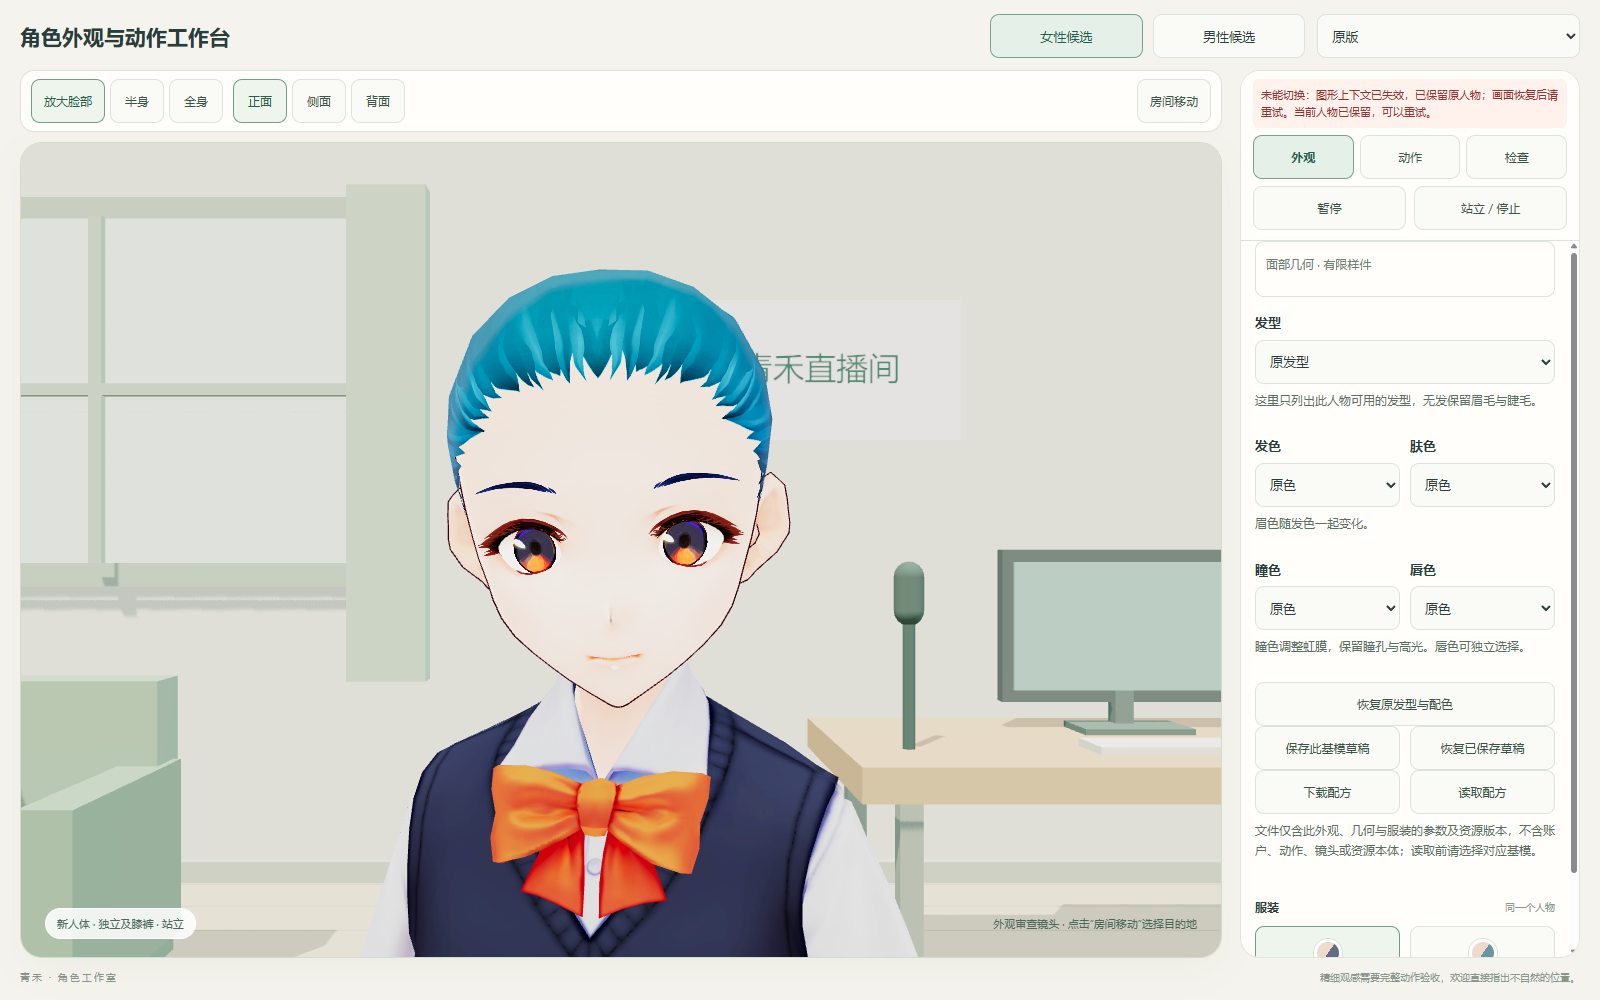 角色外观与动作工作台
女性候选
男性候选
原版
放大脸部
半身
全身
正面
侧面
背面
房间移动
未能切换：图形上下文已失效，已保留原人物；画面恢复后请
重试。当前人物已保留，可以重试。
外观
动作
检查
暂停
站立 / 停止
面部几何 · 有限样件
发型
原发型
这里只列出此人物可用的发型，无发保留眉毛与睫毛。
发色
肤色
原色
原色
眉色随发色一起变化。
瞳色
唇色
原色
原色
瞳色调整虹膜，保留瞳孔与高光。唇色可独立选择。
恢复原发型与配色
保存此基模草稿
恢复已保存草稿
下载配方
读取配方
文件仅含此外观、几何与服装的参数及资源版本，不含账
户、动作、镜头或资源本体；读取前请选择对应基模。
服装
同一个人物
青禾直播间
新人体 · 独立及膝裤 · 站立
外观审查镜头 · 点击“房间移动”选择目的地
青禾 · 角色工作室
精细观感需要完整动作验收，欢迎直接指出不自然的位置。